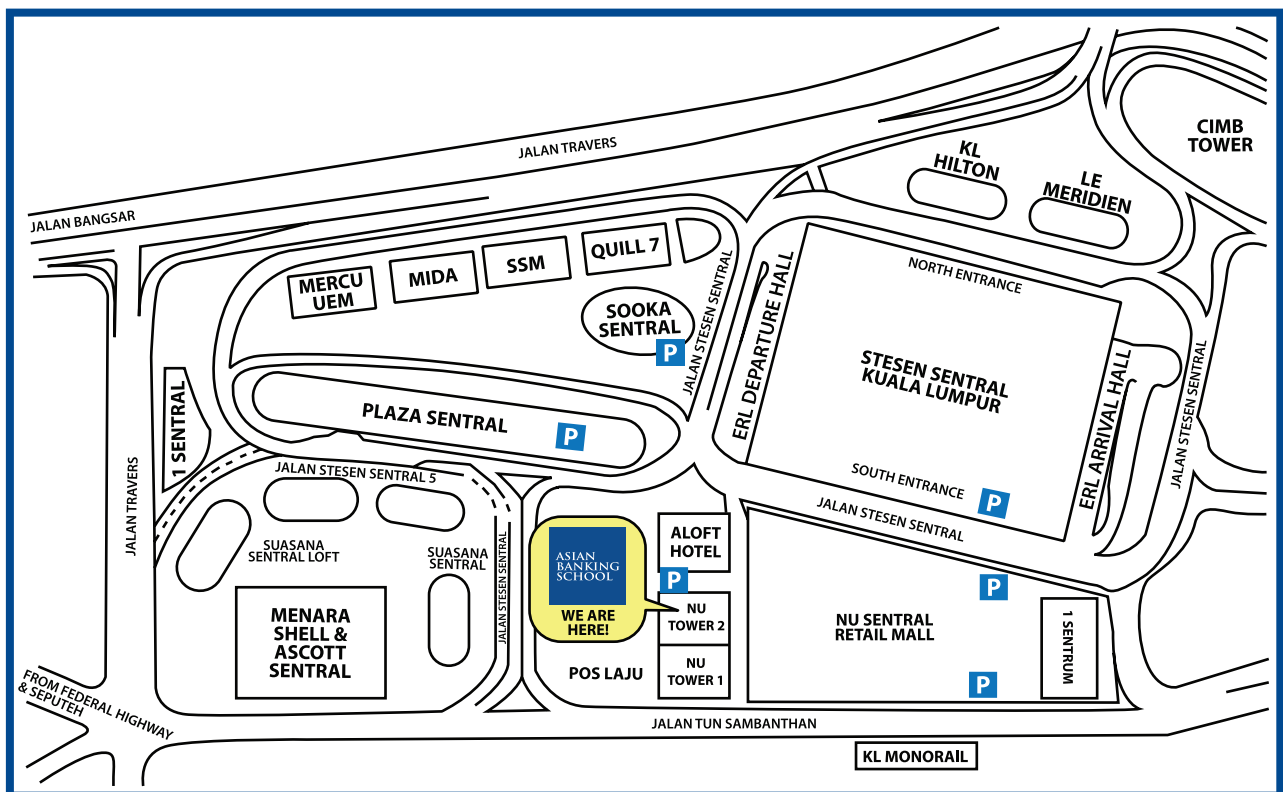 JALAN TRAVERS
JALAN BANGSAR
CIMB
TOWER
KL
HILTON
LE
MERIDIEN
MERCU
UEM
MIDA
SSM
QUILL 7
SOOKA
SENTRAL
P
JALAN STESEN SENTRAL
ERL DEPARTURE HALL
NORTH ENTRANCE
STESEN SENTRAL
KUALA LUMPUR
SOUTH ENTRANCE
P
ERL ARRIVAL HALL
JALAN STESEN SENTRAL
1 SENTRAL
PLAZA SENTRAL
P
JALAN TRAVERS
JALAN STESEN SENTRAL 5
SUASANA
SENTRAL LOFT
SUASANA
SENTRAL
JALAN STESEN SENTRAL
MENARA
SHELL &
ASCOTT
SENTRAL
ASIAN
BANKING
SCHOOL
WE ARE
HERE!
ALOFT
HOTEL
P
NU
TOWER 2
NU
TOWER 1
POS LAJU
JALAN STESEN SENTRAL
P
NU SENTRAL
RETAIL MALL
P
1 SENTRUM
FROM FEDERAL HIGHWAY
& SEPUTEH
JALAN TUN SAMBANTHAN
KL MONORAIL